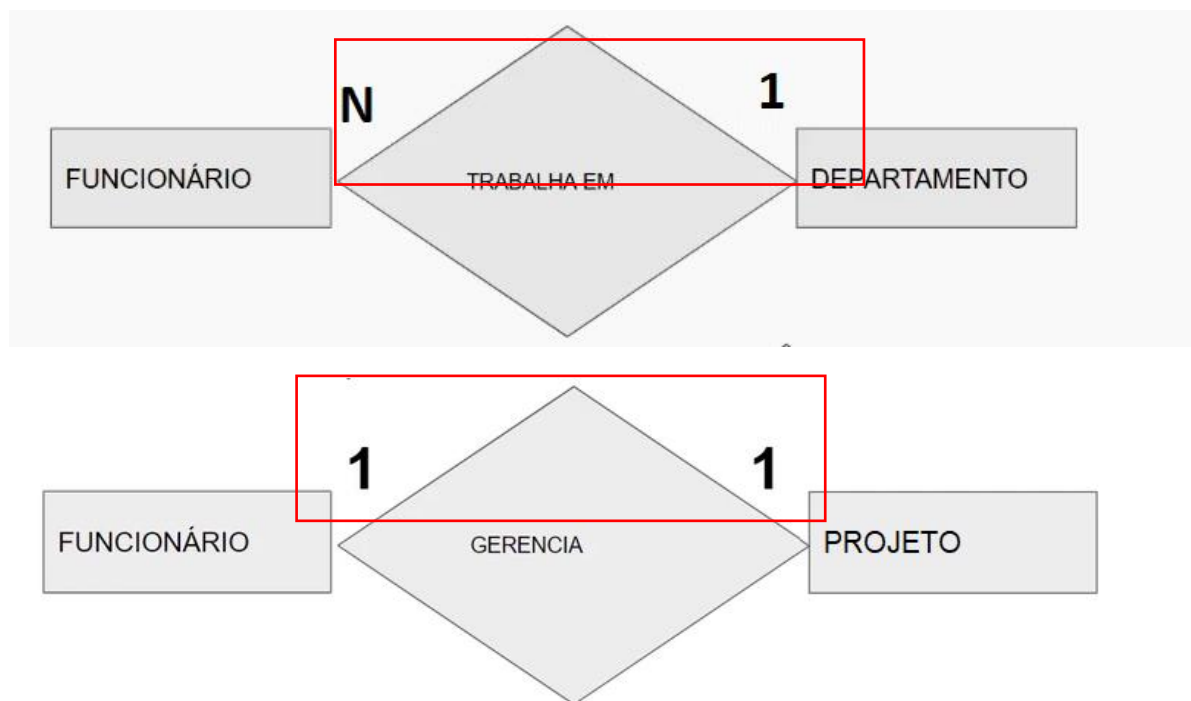 N
1
FUNCIONÁRIO
TRABALHA EM
DEPARTAMENTO
1
1
FUNCIONÁRIO
GERENCIA
PROJETO